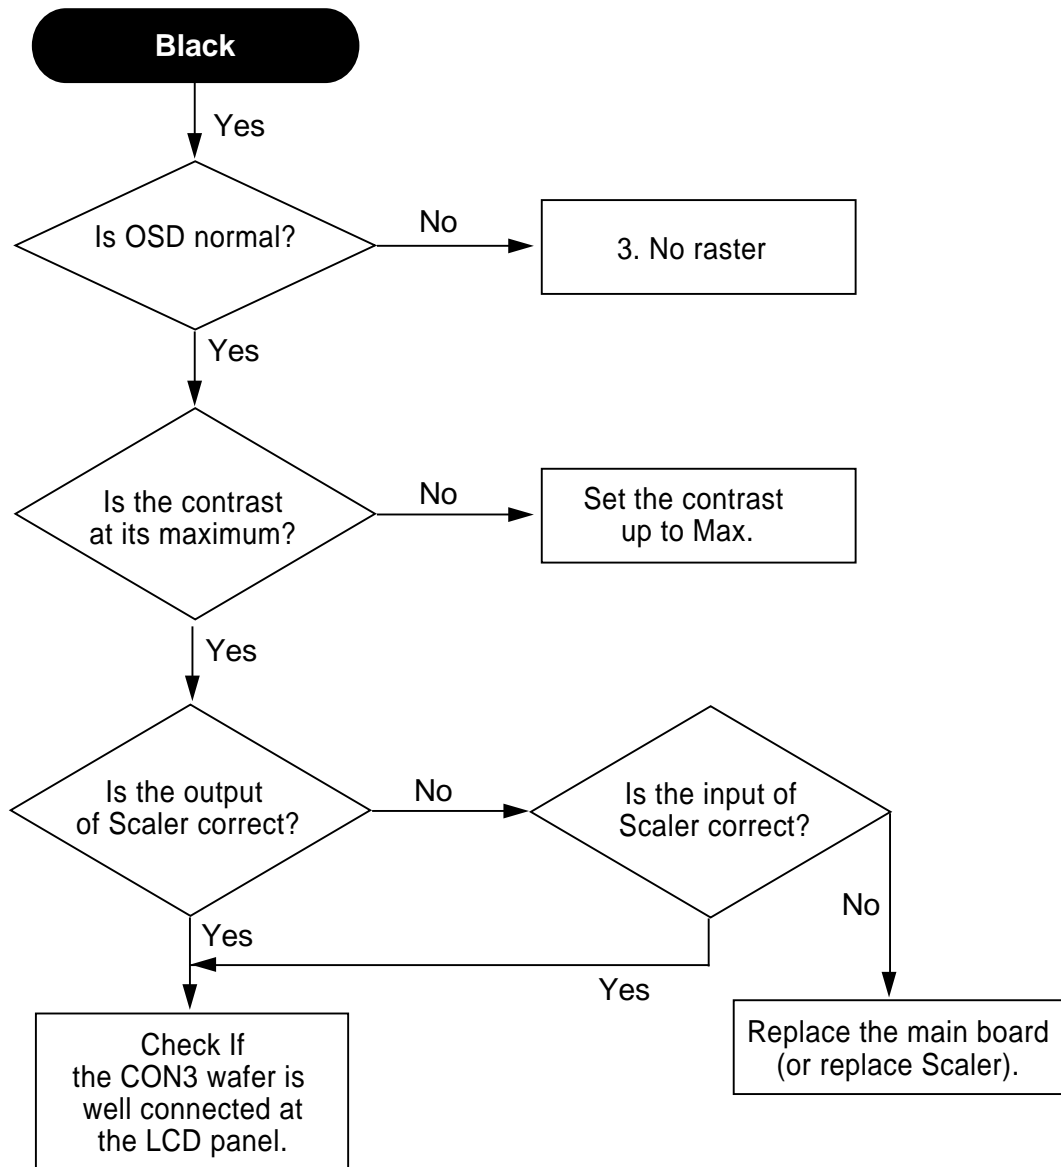 Black
Yes
Is OSD normal?
No
3. No raster
Yes
Is the contrast
at its maximum?
No
Set the contrast
up to Max.
Yes
Is the output
of Scaler correct?
No
Is the input of
Scaler correct?
No
Yes
Yes
Check If
the CON3 wafer is
well connected at
the LCD panel.
Replace the main board
(or replace Scaler).